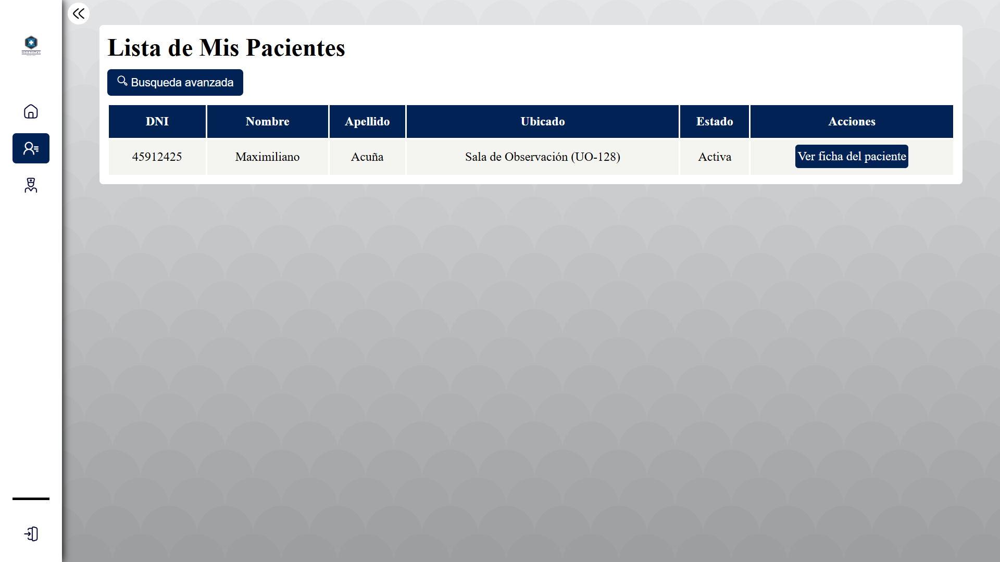 HOSPITAL
Lista de Mis Pacientes
Busqueda avanzada
DNI Nombre Apellido Ubicado Estado Acciones
45912425 Maximiliano Acuña Sala de Observación (UO-128) Activa Ver ficha del paciente